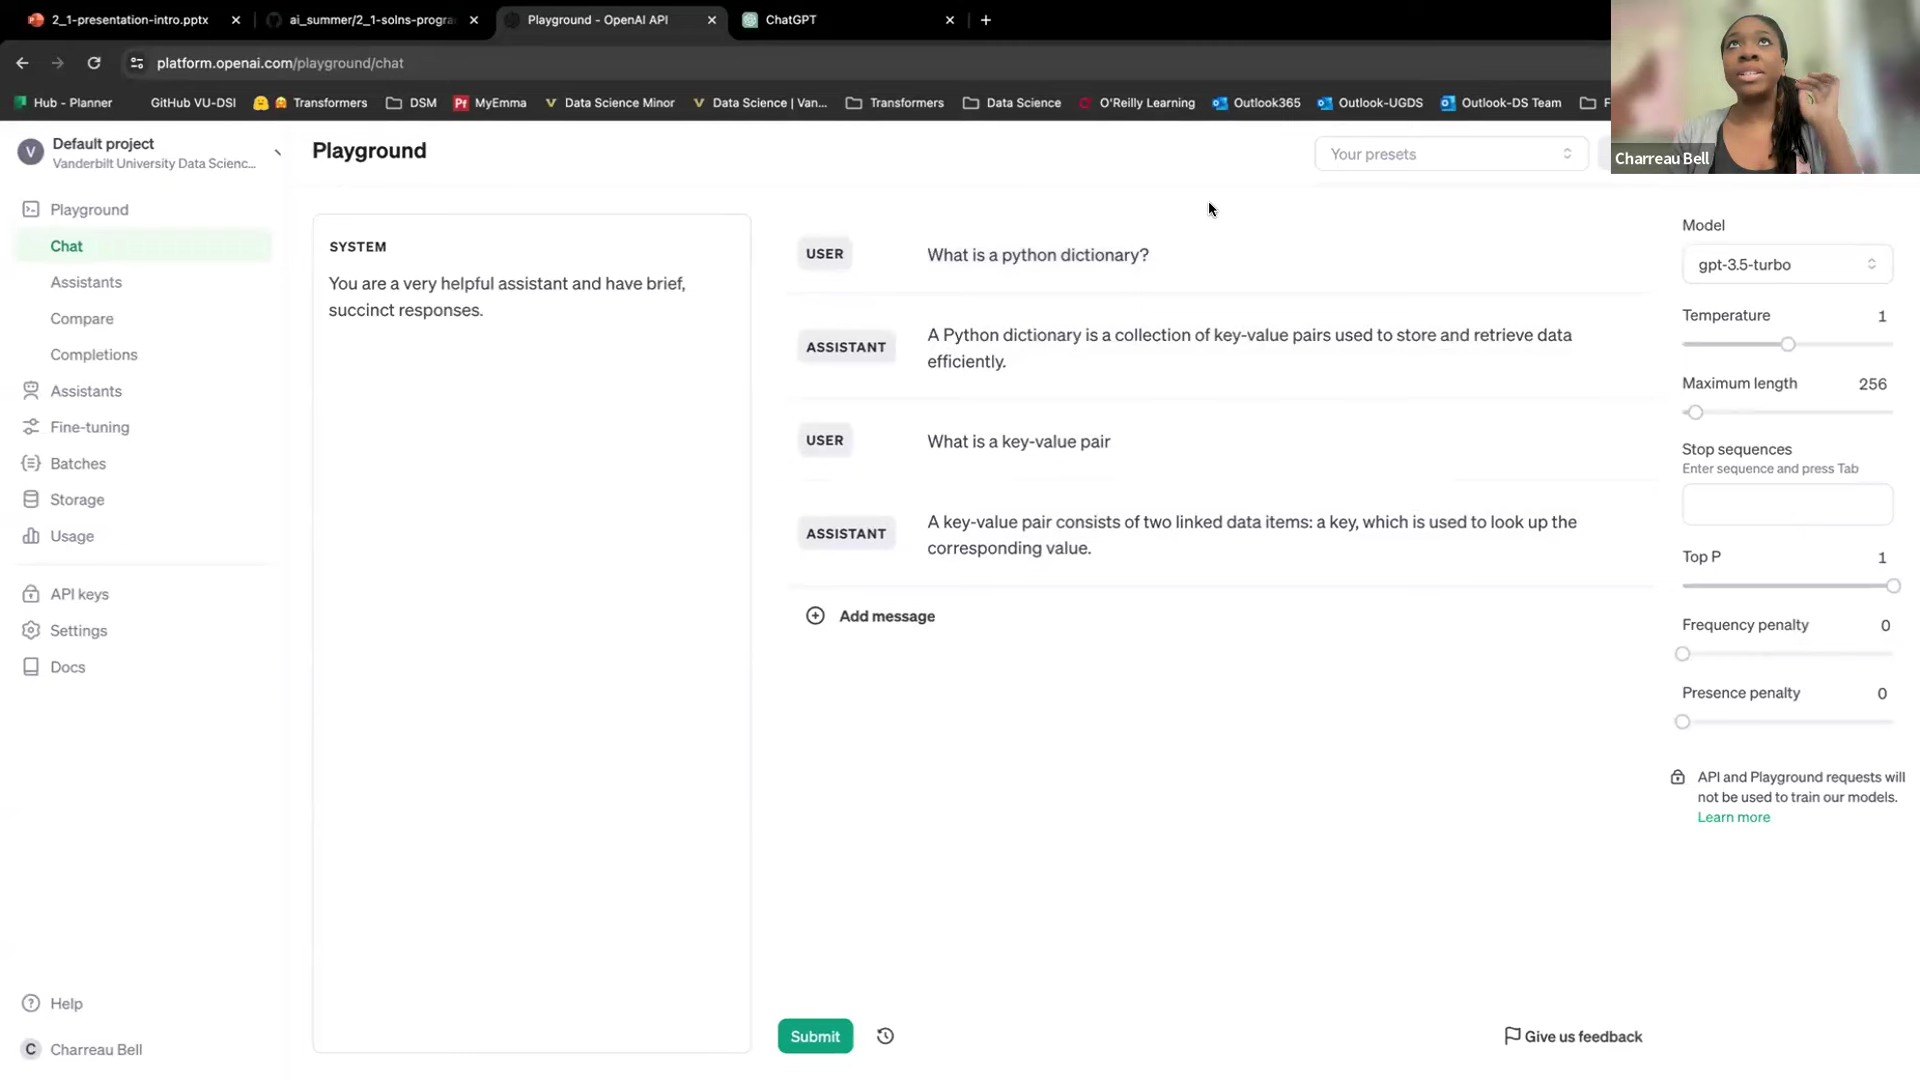 2_1-presentation-intro.pptx
ai_summer/2_1-solns-progra
Playground - OpenAI API
ChatGPT
platform.openai.com/playground/chat
Hub - Planner
GitHub VU-DSI
Transformers
DSM
Pf MyEmma
Data Science Minor
Data Science | Van...
Transformers
Data Science
O'Reilly Learning
Outlook365
Outlook-UGDS
Outlook-DS Team
F
Charreau Bell
V
Default project
Vanderbilt University Data Scienc...
Playground
Chat
Assistants
Compare
Completions
Assistants
Fine-tuning
Batches
Storage
Usage
API keys
Settings
Docs
Help
C Charreau Bell
Playground
Your presets
SYSTEM
You are a very helpful assistant and have brief,
succinct responses.
USER
What is a python dictionary?
ASSISTANT
A Python dictionary is a collection of key-value pairs used to store and retrieve data
efficiently.
USER
What is a key-value pair
ASSISTANT
A key-value pair consists of two linked data items: a key, which is used to look up the
corresponding value.
Add message
Submit
Give us feedback
Model
gpt-3.5-turbo
Temperature 1
Maximum length 256
Stop sequences
Enter sequence and press Tab
Top P 1
Frequency penalty 0
Presence penalty 0
API and Playground requests will
not be used to train our models.
Learn more